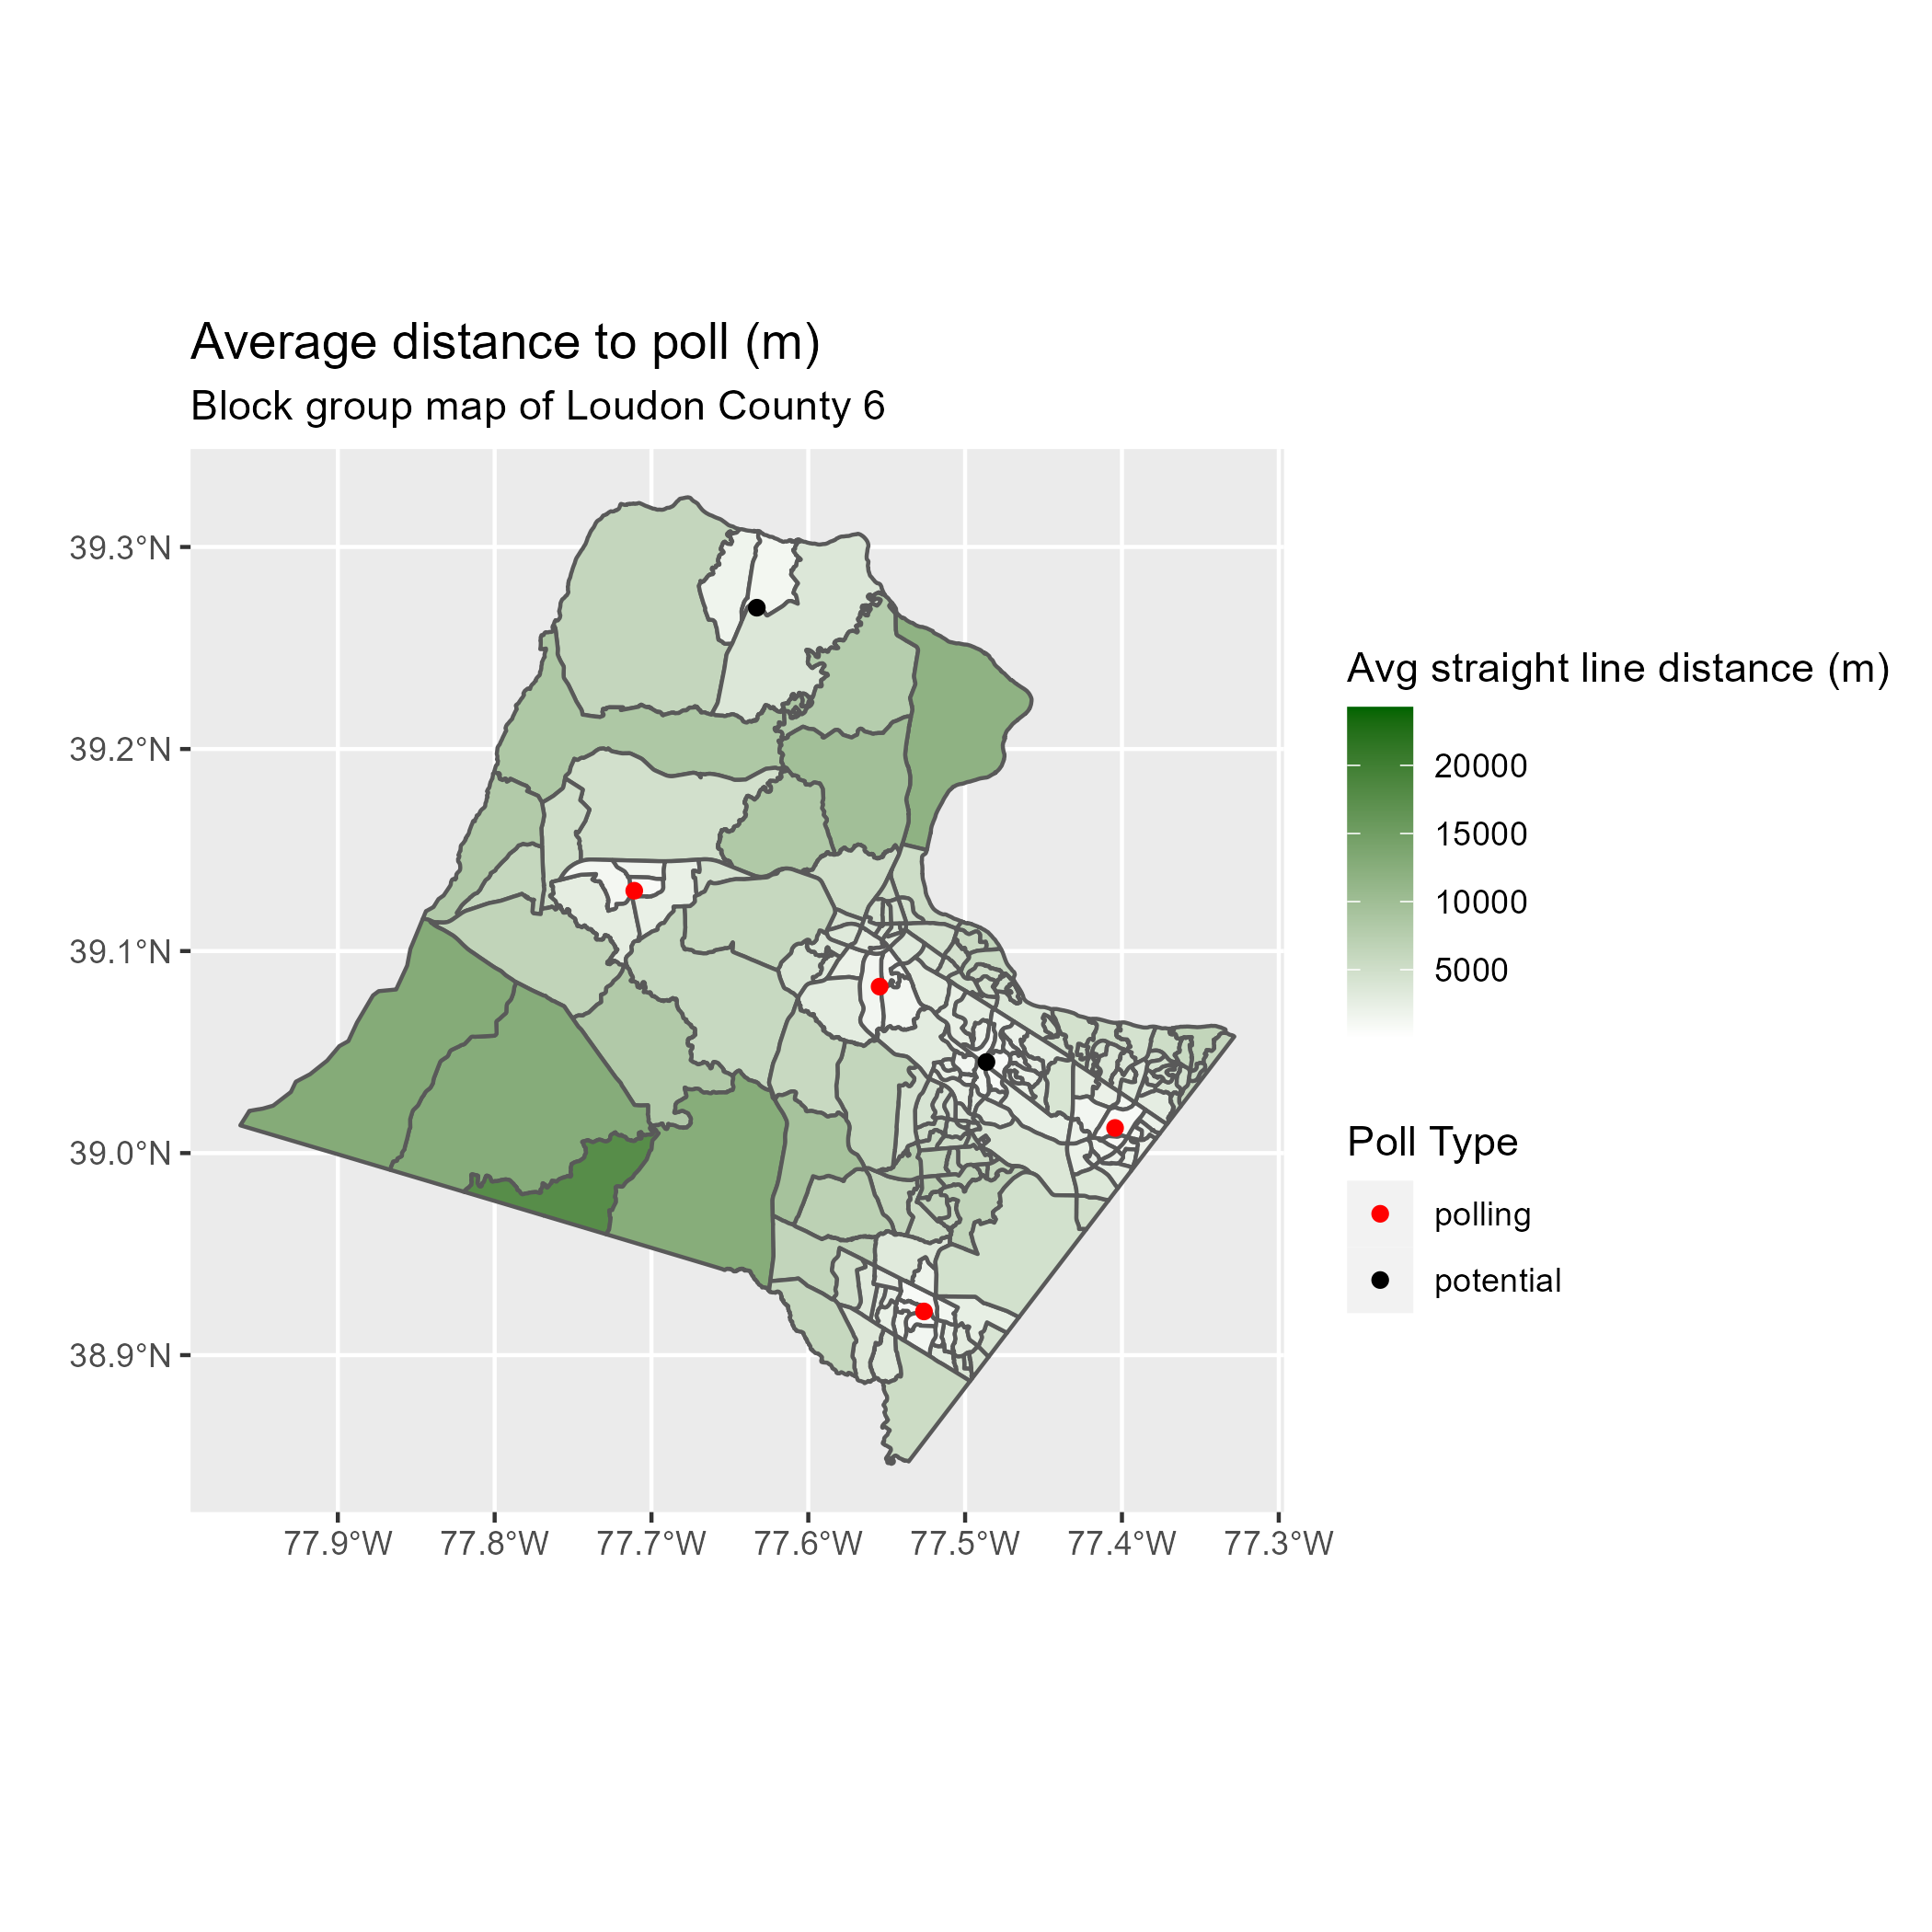 Average distance to poll (m)
Block group map of Loudon County 6
39.3°N
39.2°N
39.1°N
39.0°N
38.9°N
77.9°W 77.8°W 77.7°W 77.6°W 77.5°W 77.4°W 77.3°W
Avg straight line distance (m)
20000
15000
10000
5000
Poll Type
polling
potential